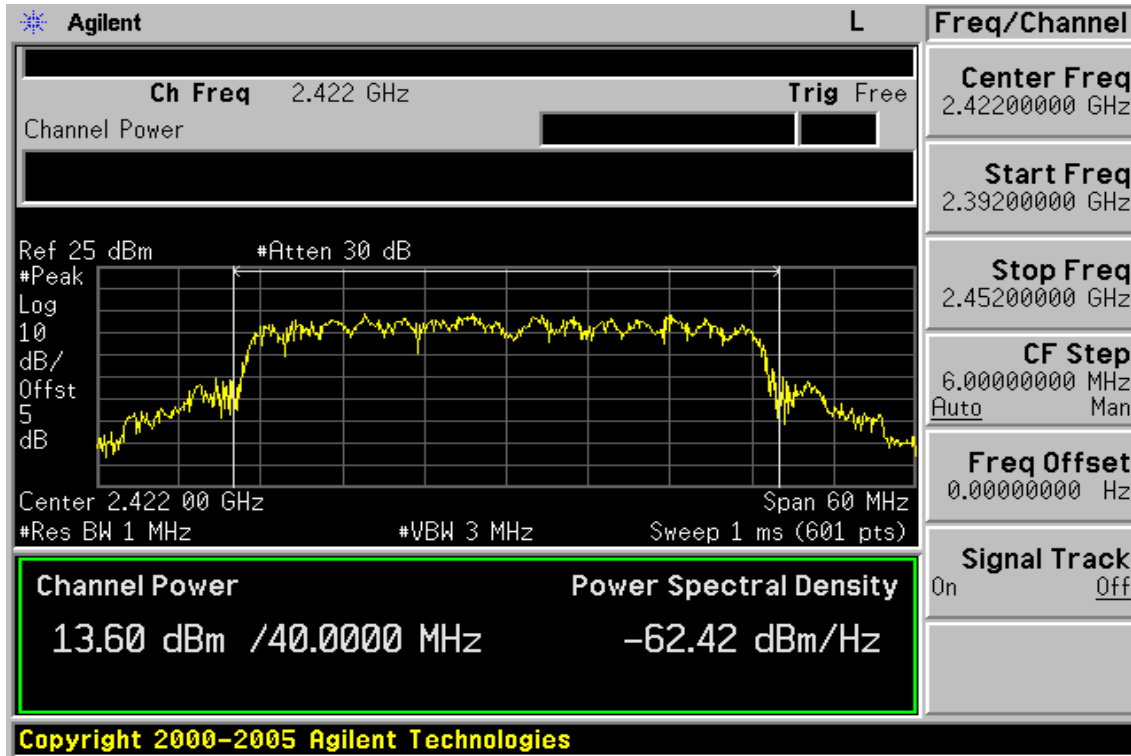 Agilent L
Ch Freq 2.422 GHz Trig Free
Channel Power
Ref 25 dBm #Atten 30 dB
#Peak
Log
10
dB/
Offst
5
dB
Center 2.422 00 GHz Span 60 MHz
#Res BW 1 MHz #VBW 3 MHz Sweep 1 ms (601 pts)
Channel Power Power Spectral Density
13.60 dBm /40.0000 MHz -62.42 dBm/Hz
Copyright 2000-2005 Agilent Technologies
Freq/Channel
Center Freq
2.42200000 GHz
Start Freq
2.39200000 GHz
Stop Freq
2.45200000 GHz
CF Step
6.00000000 MHz
Auto Man
Freq Offset
0.00000000 Hz
Signal Track
On Off